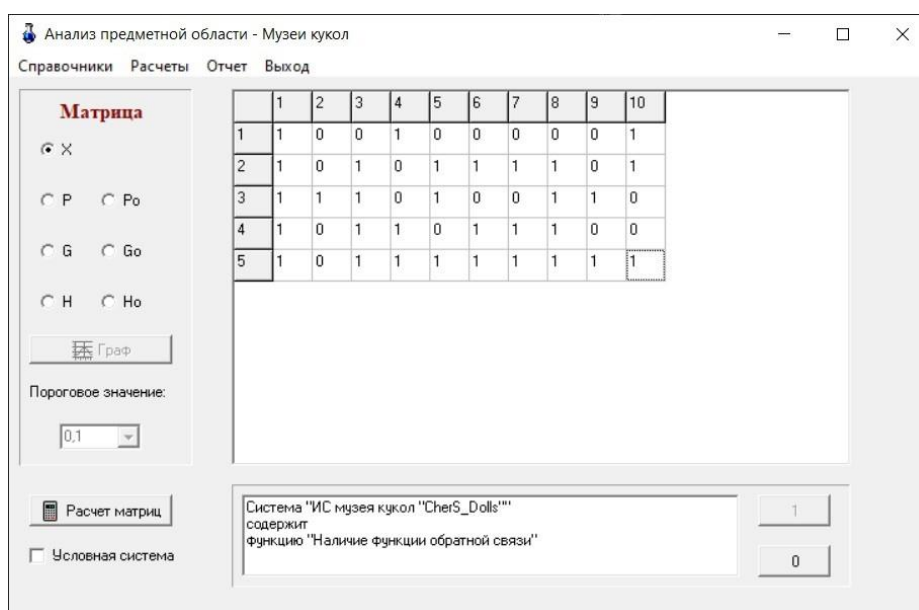 Анализ предметной области - Музеи кукол
Справочники Расчеты Отчет Выход
Матрица
X
P Po
G Go
H Ho
Граф
Пороговое значение:
0,1
Расчет матриц
Условная система
1 2 3 4 5 6 7 8 9 10
1 1 0 0 1 0 0 0 0 0 1
2 1 0 1 0 1 1 1 1 0 1
3 1 1 1 0 1 0 0 1 1 0
4 1 0 1 1 0 1 1 1 0 0
5 1 0 1 1 1 1 1 1 1 1
Система "ИС музея кукол "CherS_Dolls""
содержит
функцию "Наличие функции обратной связи"
1
0